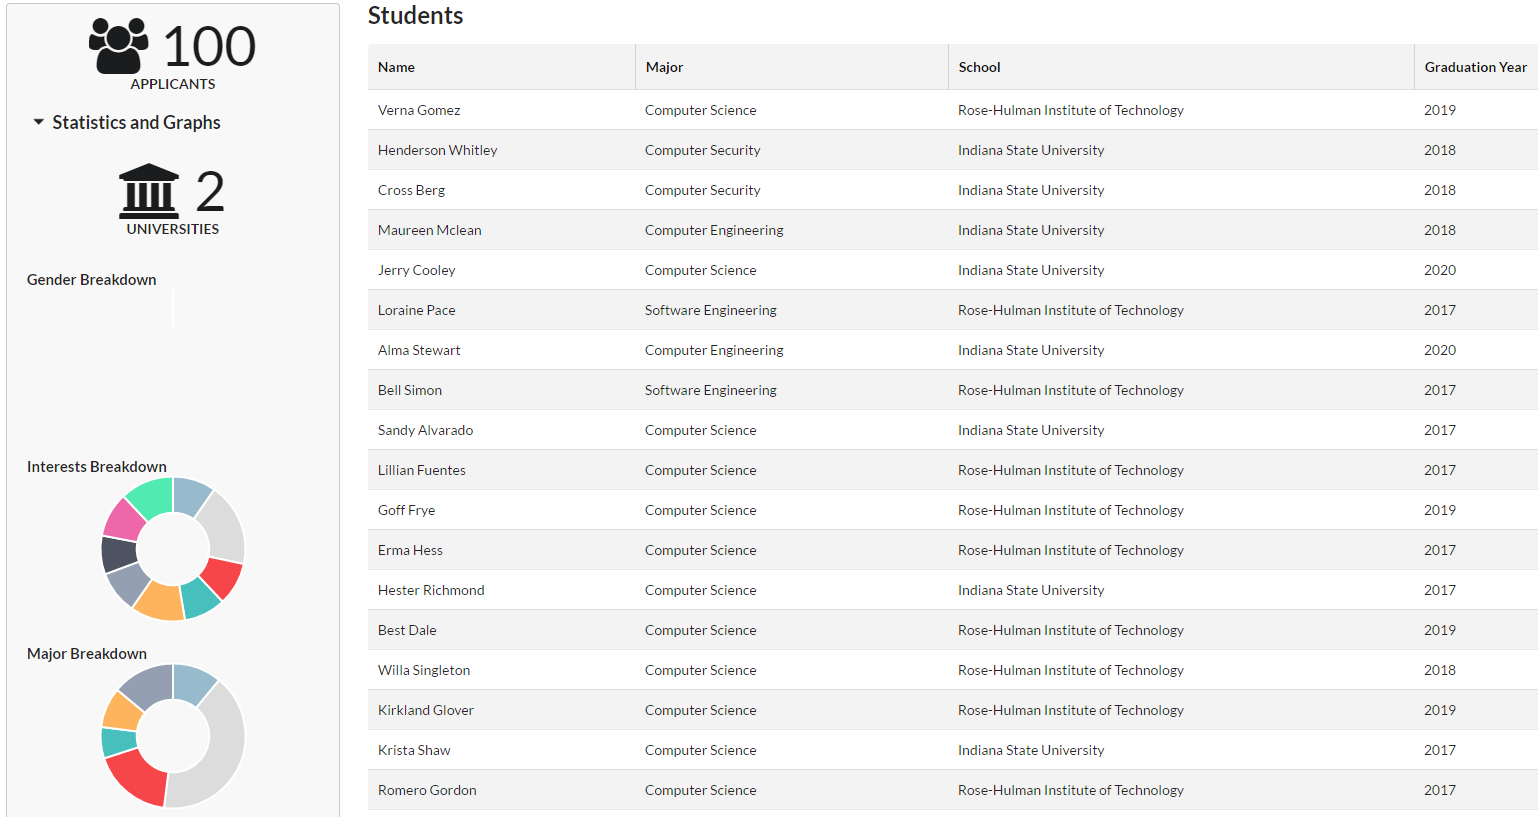 100
APPLICANTS
Statistics and Graphs
2
UNIVERSITIES
Gender Breakdown
Interests Breakdown
Major Breakdown
Students
Name Major School Graduation Year
Verna Gomez Computer Science Rose-Hulman Institute of Technology 2019
Henderson Whitley Computer Security Indiana State University 2018
Cross Berg Computer Security Indiana State University 2018
Maureen Mclean Computer Engineering Indiana State University 2018
Jerry Cooley Computer Science Indiana State University 2020
Loraine Pace Software Engineering Rose-Hulman Institute of Technology 2017
Alma Stewart Computer Engineering Indiana State University 2020
Bell Simon Software Engineering Rose-Hulman Institute of Technology 2017
Sandy Alvarado Computer Science Indiana State University 2017
Lillian Fuentes Computer Science Rose-Hulman Institute of Technology 2017
Goff Frye Computer Science Rose-Hulman Institute of Technology 2019
Erma Hess Computer Science Rose-Hulman Institute of Technology 2017
Hester Richmond Computer Science Indiana State University 2017
Best Dale Computer Science Rose-Hulman Institute of Technology 2019
Willa Singleton Computer Science Rose-Hulman Institute of Technology 2018
Kirkland Glover Computer Science Rose-Hulman Institute of Technology 2019
Krista Shaw Computer Science Indiana State University 2017
Romero Gordon Computer Science Rose-Hulman Institute of Technology 2017